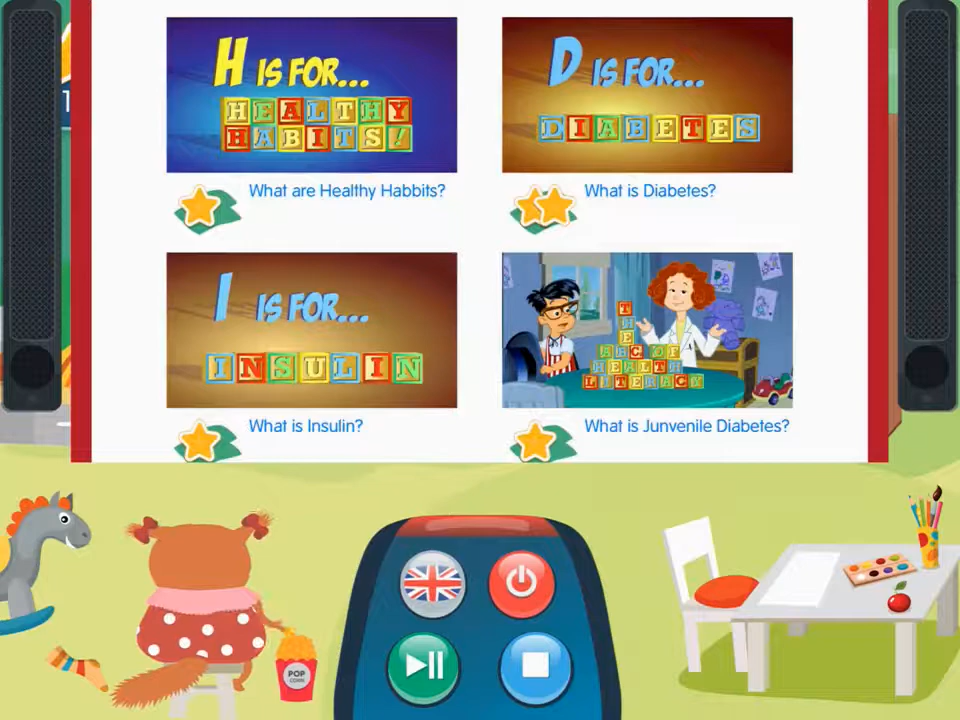 H IS FOR...
HEALTHY
HABITS!
D IS FOR...
DIABETES
What are Healthy Habbits?
What is Diabetes?
I IS FOR...
INSULIN
THE
ABC OF
HEALTH
LITERACY
What is Insulin?
What is Junvenile Diabetes?
POP
CORN